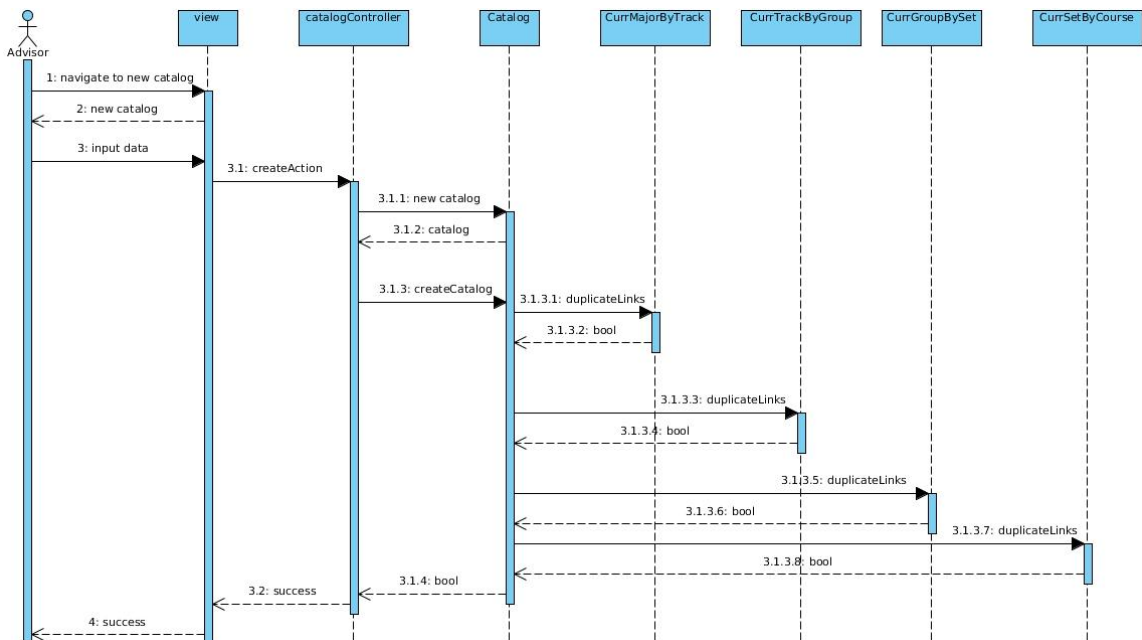 view
catalogController
Catalog
CurrMajorByTrack
CurrTrackByGroup
CurrGroupBySet
CurrSetByCourse
Advisor
1: navigate to new catalog
2: new catalog
3: input data
3.1: createAction
3.1.1: new catalog
3.1.2: catalog
3.1.3: createCatalog
3.1.3.1: duplicateLinks
3.1.3.2: bool
3.1.3.3: duplicateLinks
3.1.3.4: bool
3.1.3.5: duplicateLinks
3.1.3.6: bool
3.1.3.7: duplicateLinks
3.1.3.8: bool
3.1.4: bool
3.2: success
4: success